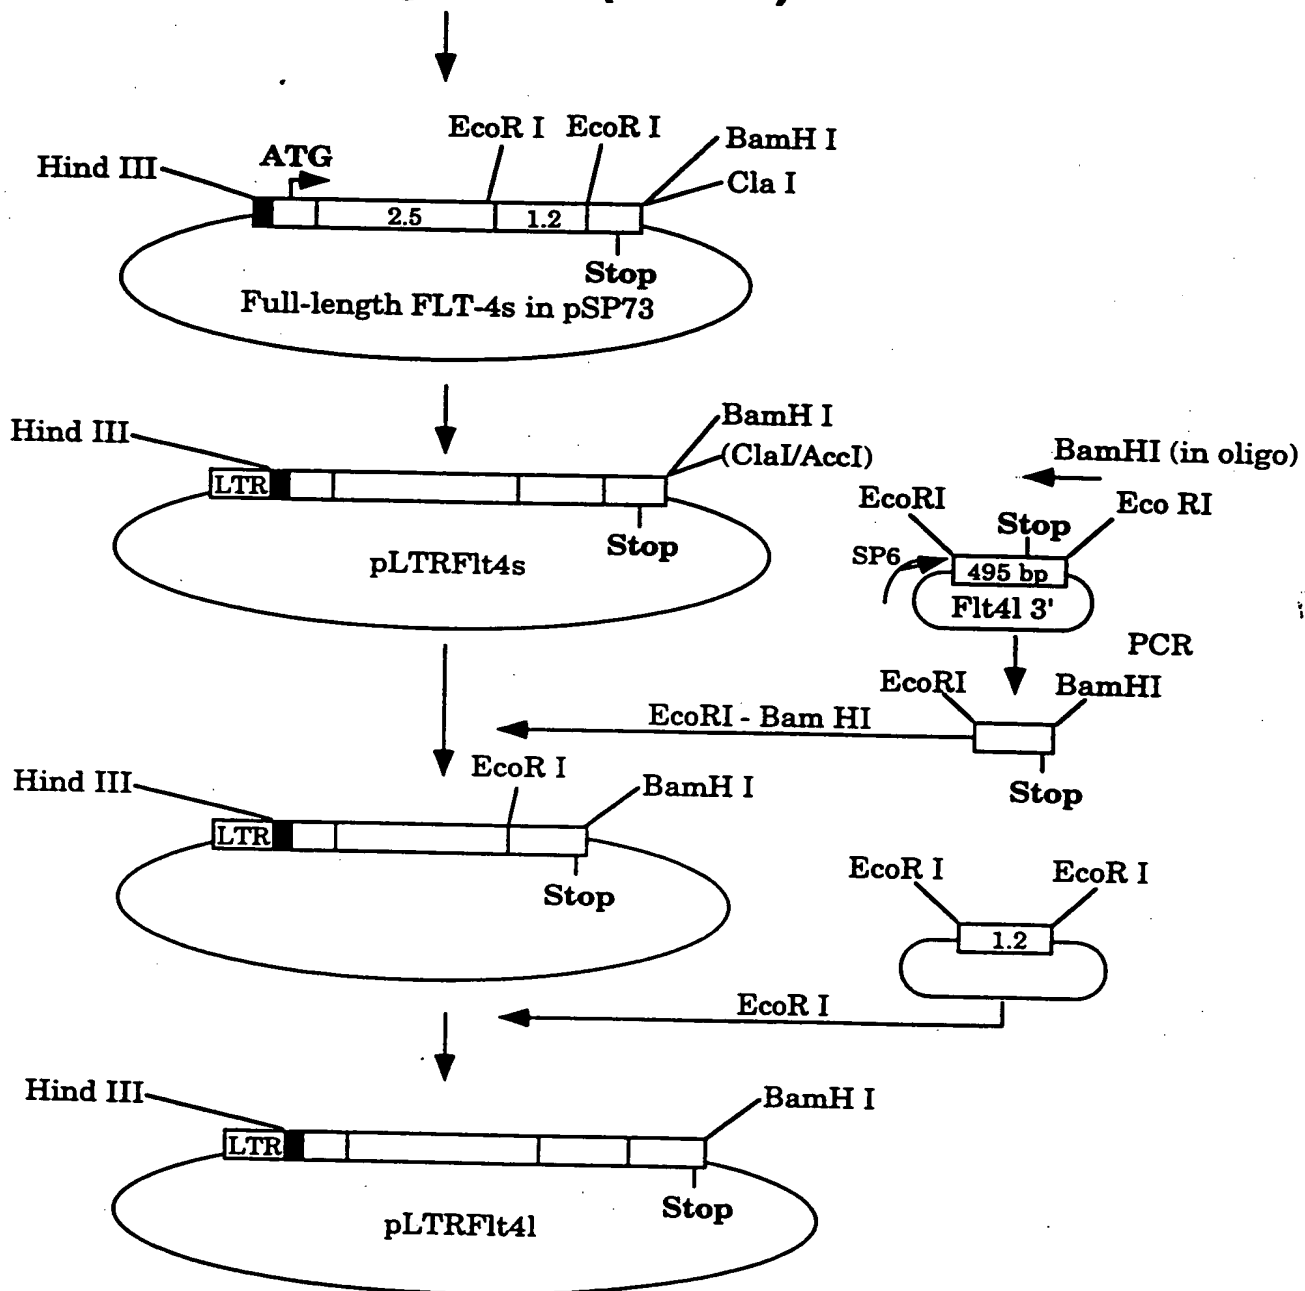 EcoR I EcoR I
BamH I
Hind III
ATG
Cla I
2.5
1.2
Stop
Full-length FLT-4s in pSP73
Hind III
BamH I
(ClaI/AccI)
LTR
Stop
pLTRFlt4s
BamHI (in oligo)
EcoRI
Eco RI
Stop
SP6
495 bp
Flt4l 3'
PCR
EcoRI
BamHI
EcoRI - Bam HI
Stop
Hind III
EcoR I
BamH I
LTR
Stop
EcoR I
EcoR I
1.2
EcoR I
Hind III
BamH I
LTR
Stop
pLTRFlt4l